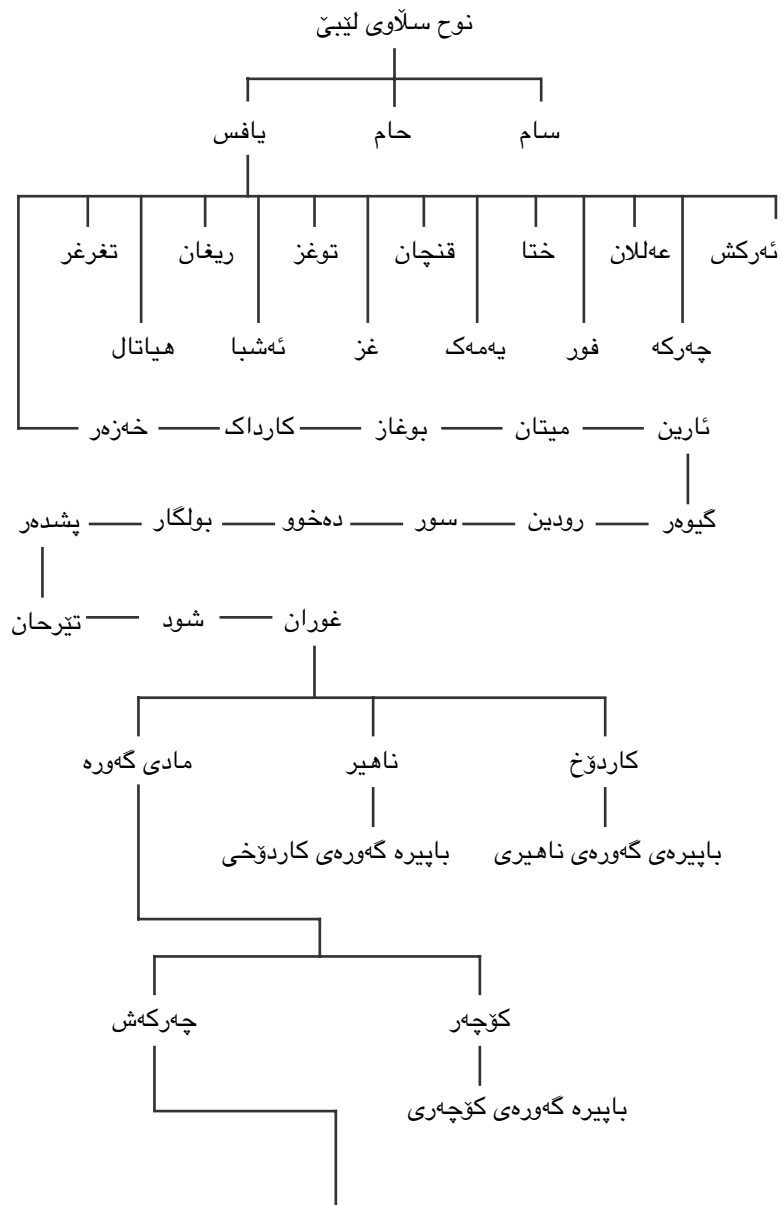 نوح سڵاوی لێبێ
سام حام یافس
ئەرکش عەللان ختا قنچان توغز ریغان تغرغر
چەرکە فور یەمەک غز ئەشبا هیاتال
ئارین میتان بوغاز کارداک خەزەر
گیوەر رودین سور دەخوو بولگار پشدەر
غوران شود تێرحان
کاردۆخ ناهیر مادی گەورە
باپیرەی گەورەی ناهیری باپیرە گەورەی کاردۆخی
کۆچەر چەرکەش
باپیرە گەورەی کۆچەری